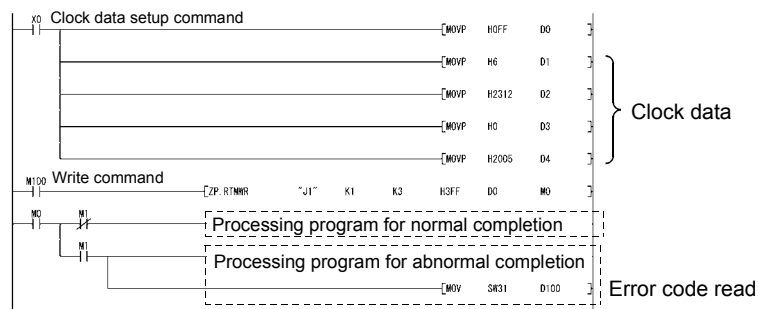 X0 Clock data setup command
[MOVP H0FF D0 ]
[MOVP H6 D1 ]
[MOVP H2312 D2 ]
Clock data
[MOVP H0 D3 ]
[MOVP H2005 D4 ]
M100 Write command
[ZP.RTMWR "J1" K1 K3 H3FF D0 M0 ]
M0 M1
Processing program for normal completion
M1
Processing program for abnormal completion
[MOV SW31 D100 ] Error code read